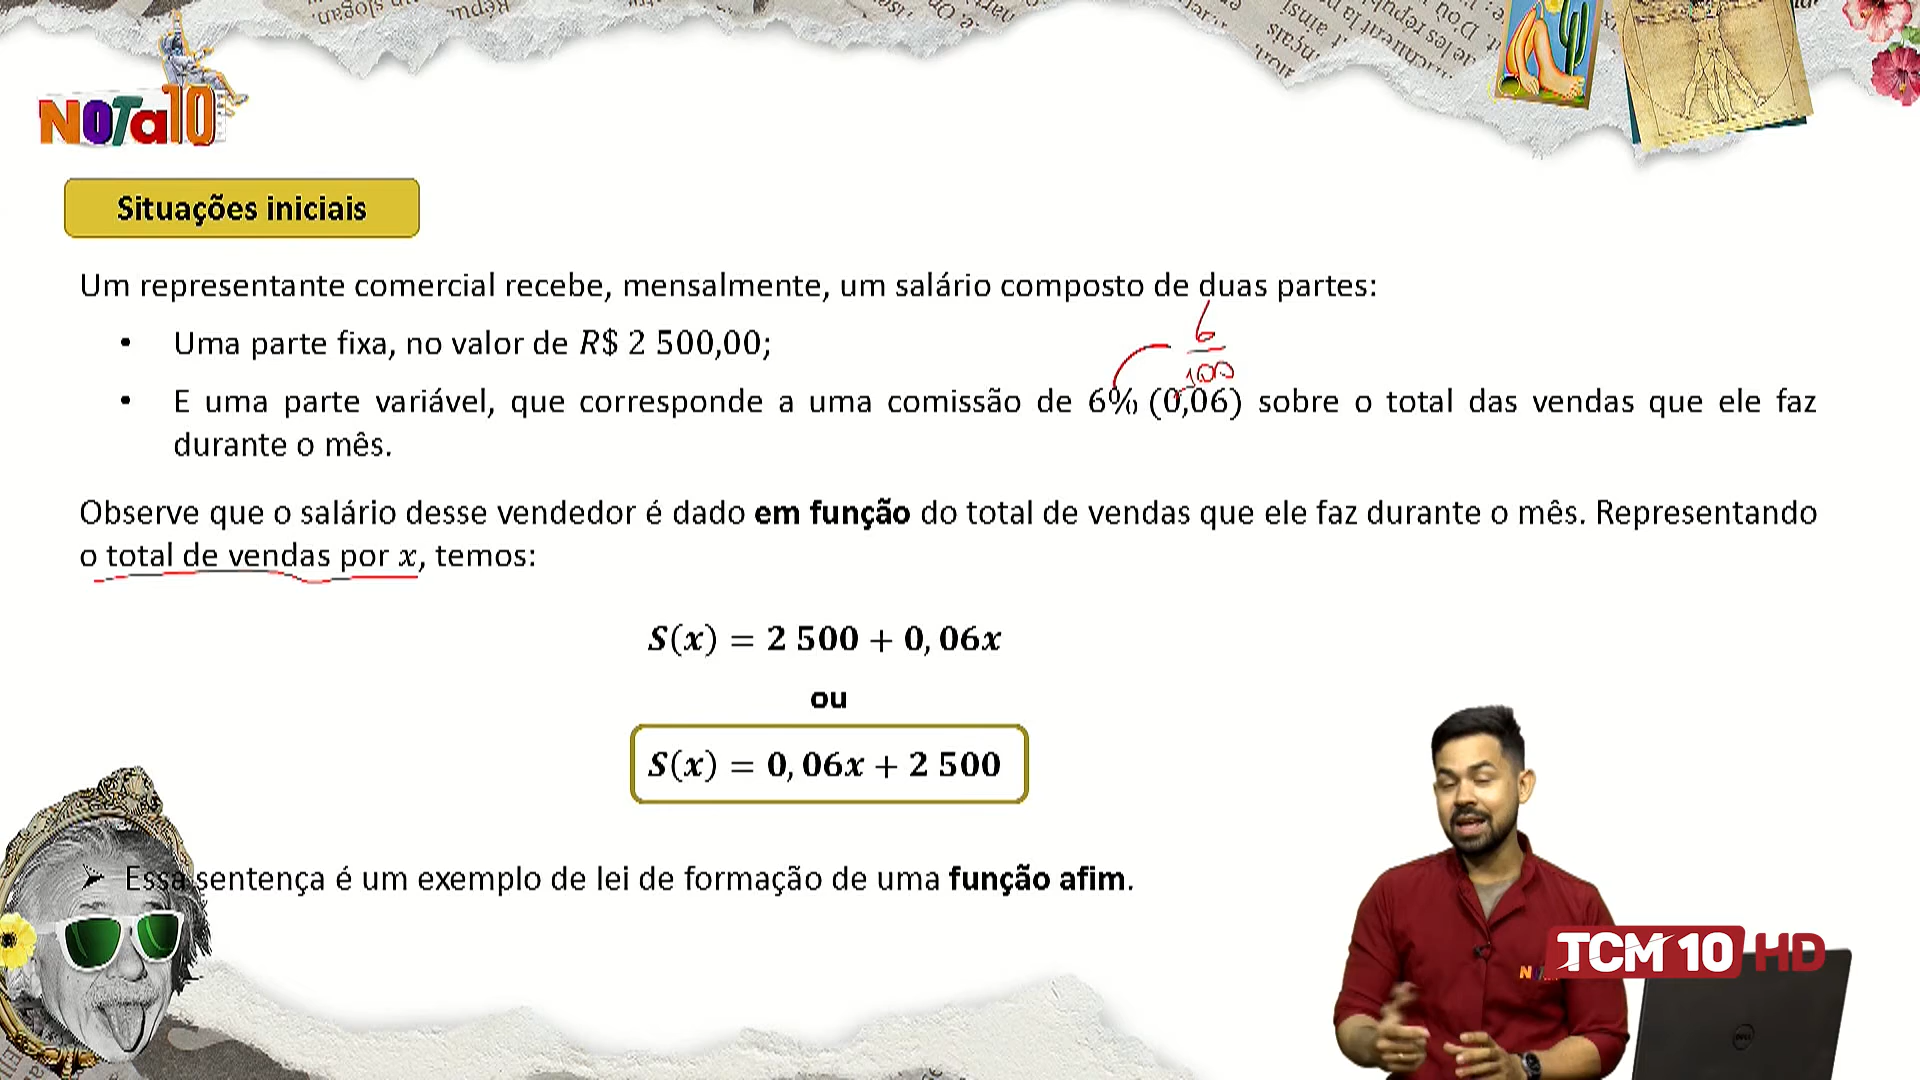 NOTa10
Situações iniciais
Um representante comercial recebe, mensalmente, um salário composto de duas partes:
• Uma parte fixa, no valor de R$ 2 500,00;
6
100
• E uma parte variável, que corresponde a uma comissão de 6% (0,06) sobre o total das vendas que ele faz
durante o mês.
Observe que o salário desse vendedor é dado em função do total de vendas que ele faz durante o mês. Representando
o total de vendas por x, temos:
S(x) = 2 500 + 0,06x
ou
S(x) = 0,06x + 2 500
➢ Essa sentença é um exemplo de lei de formação de uma função afim.
TCM 10 HD
DELL